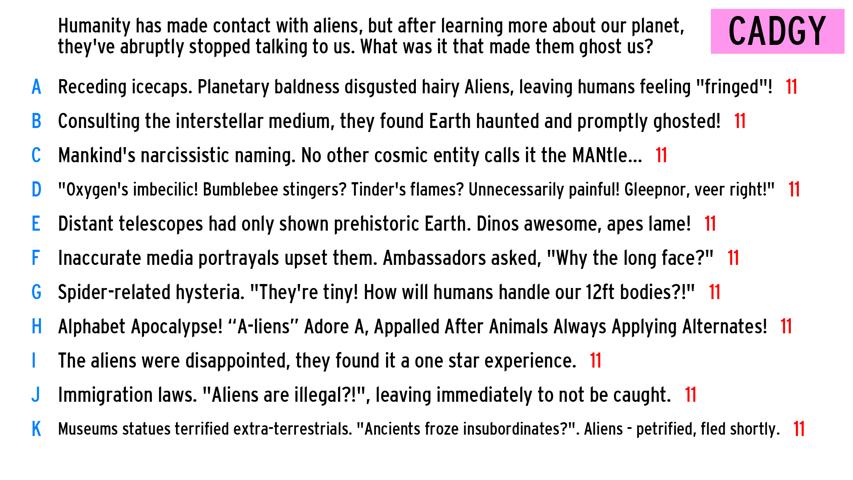 Humanity has made contact with aliens, but after learning more about our planet,
they've abruptly stopped talking to us. What was it that made them ghost us?
CADGY
A Receding icecaps. Planetary baldness disgusted hairy Aliens, leaving humans feeling "fringed"! 11
B Consulting the interstellar medium, they found Earth haunted and promptly ghosted! 11
C Mankind's narcissistic naming. No other cosmic entity calls it the MANtle... 11
D "Oxygen's imbecilic! Bumblebee stingers? Tinder's flames? Unnecessarily painful! Gleepnor, veer right!" 11
E Distant telescopes had only shown prehistoric Earth. Dinos awesome, apes lame! 11
F Inaccurate media portrayals upset them. Ambassadors asked, "Why the long face?" 11
G Spider-related hysteria. "They're tiny! How will humans handle our 12ft bodies?!" 11
H Alphabet Apocalypse! “A-liens” Adore A, Appalled After Animals Always Applying Alternates! 11
I The aliens were disappointed, they found it a one star experience. 11
J Immigration laws. "Aliens are illegal?!", leaving immediately to not be caught. 11
K Museums statues terrified extra-terrestrials. "Ancients froze insubordinates?". Aliens - petrified, fled shortly. 11